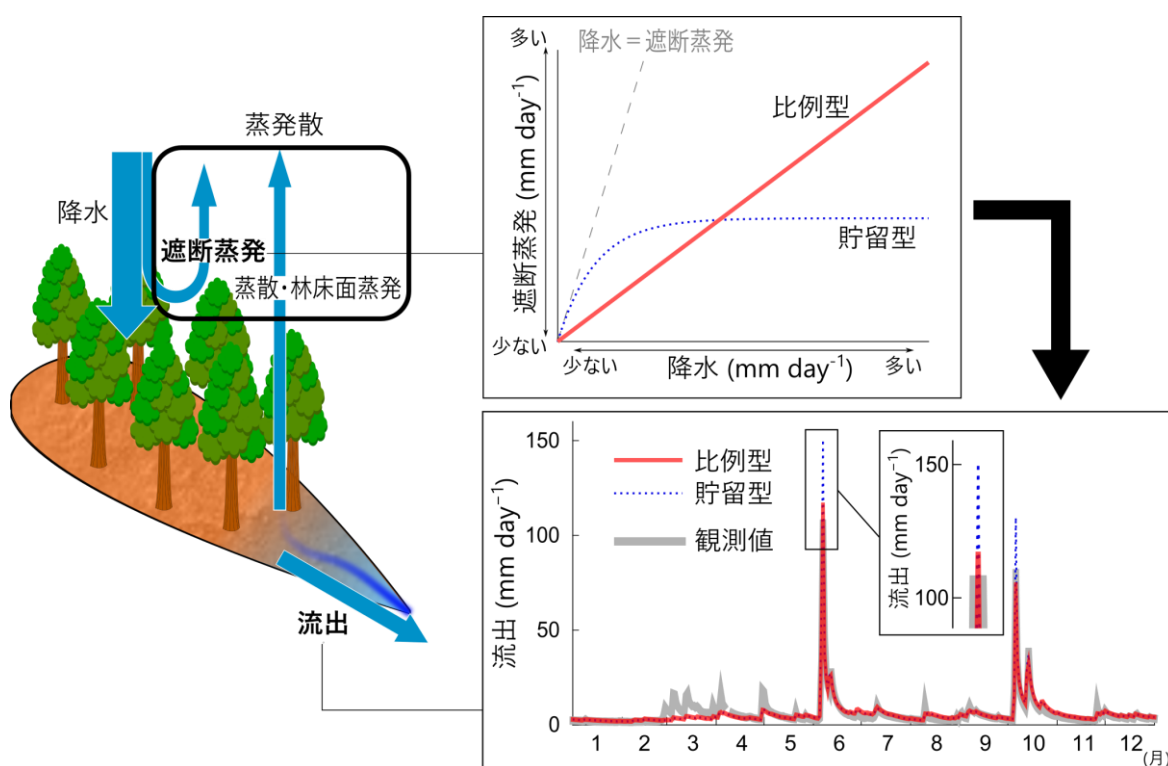 蒸発散
降水
遮断蒸発
蒸散・林床面蒸発
流出
多い
降水＝遮断蒸発
比例型
貯留型
遮断蒸発 (mm day⁻¹)
少ない
少ない
降水 (mm day⁻¹)
多い
150
100
50
0
流出 (mm day⁻¹)
比例型
貯留型
観測値
150
100
流出 (mm day⁻¹)
1 2 3 4 5 6 7 8 9 10 11 12
(月)